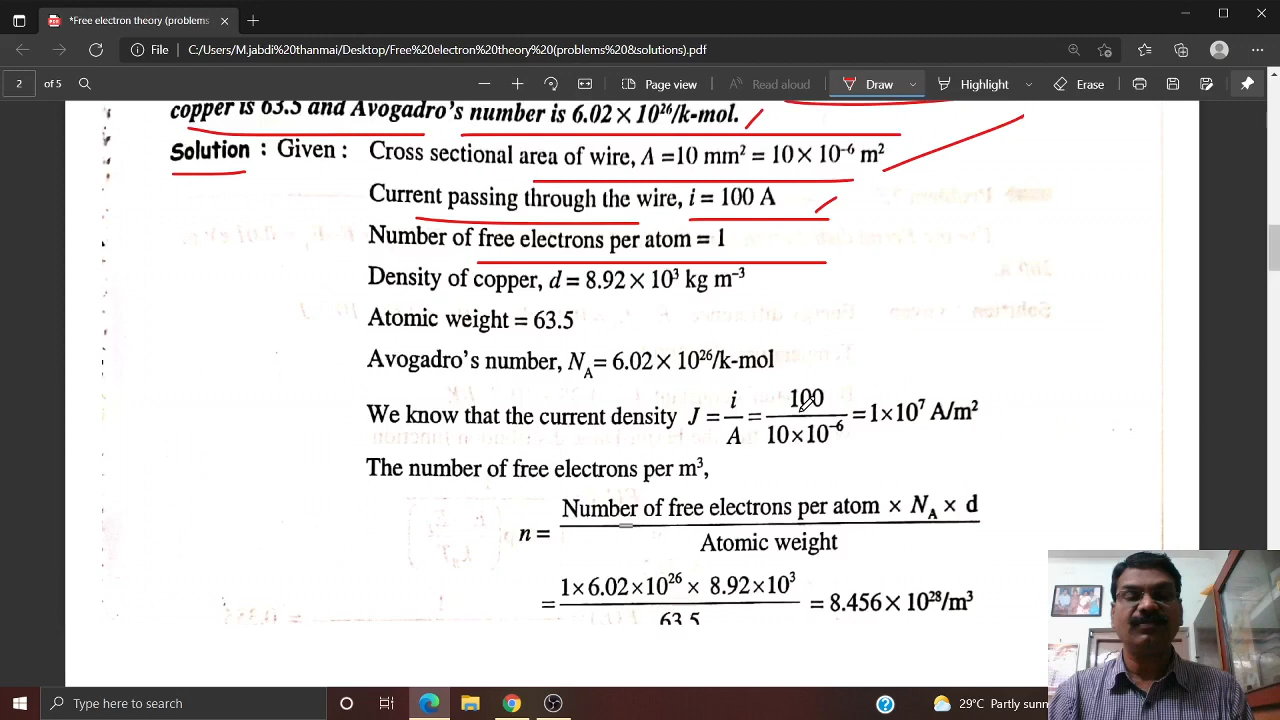 *Free electron theory (problems
File C:/Users/M.jabdi%20thanmai/Desktop/Free%20electron%20theory%20(problems%20&solutions).pdf
2 of 5 Page view Read aloud Draw Highlight Erase
copper is 63.5 and Avogadro's number is 6.02 × 10²⁶/k-mol.
Solution : Given : Cross sectional area of wire, A =10 mm² = 10 × 10⁻⁶ m²
Current passing through the wire, i = 100 A
Number of free electrons per atom = 1
Density of copper, d = 8.92 × 10³ kg m⁻³
Atomic weight = 63.5
Avogadro's number, N_A = 6.02 × 10²⁶/k-mol
We know that the current density J = i/A = 100/10×10⁻⁶ = 1×10⁷ A/m²
The number of free electrons per m³,
n = Number of free electrons per atom × N_A × d
Atomic weight
= 1×6.02×10²⁶ × 8.92×10³ / 63.5 = 8.456 × 10²⁸/m³
Type here to search 29°C Partly sunny